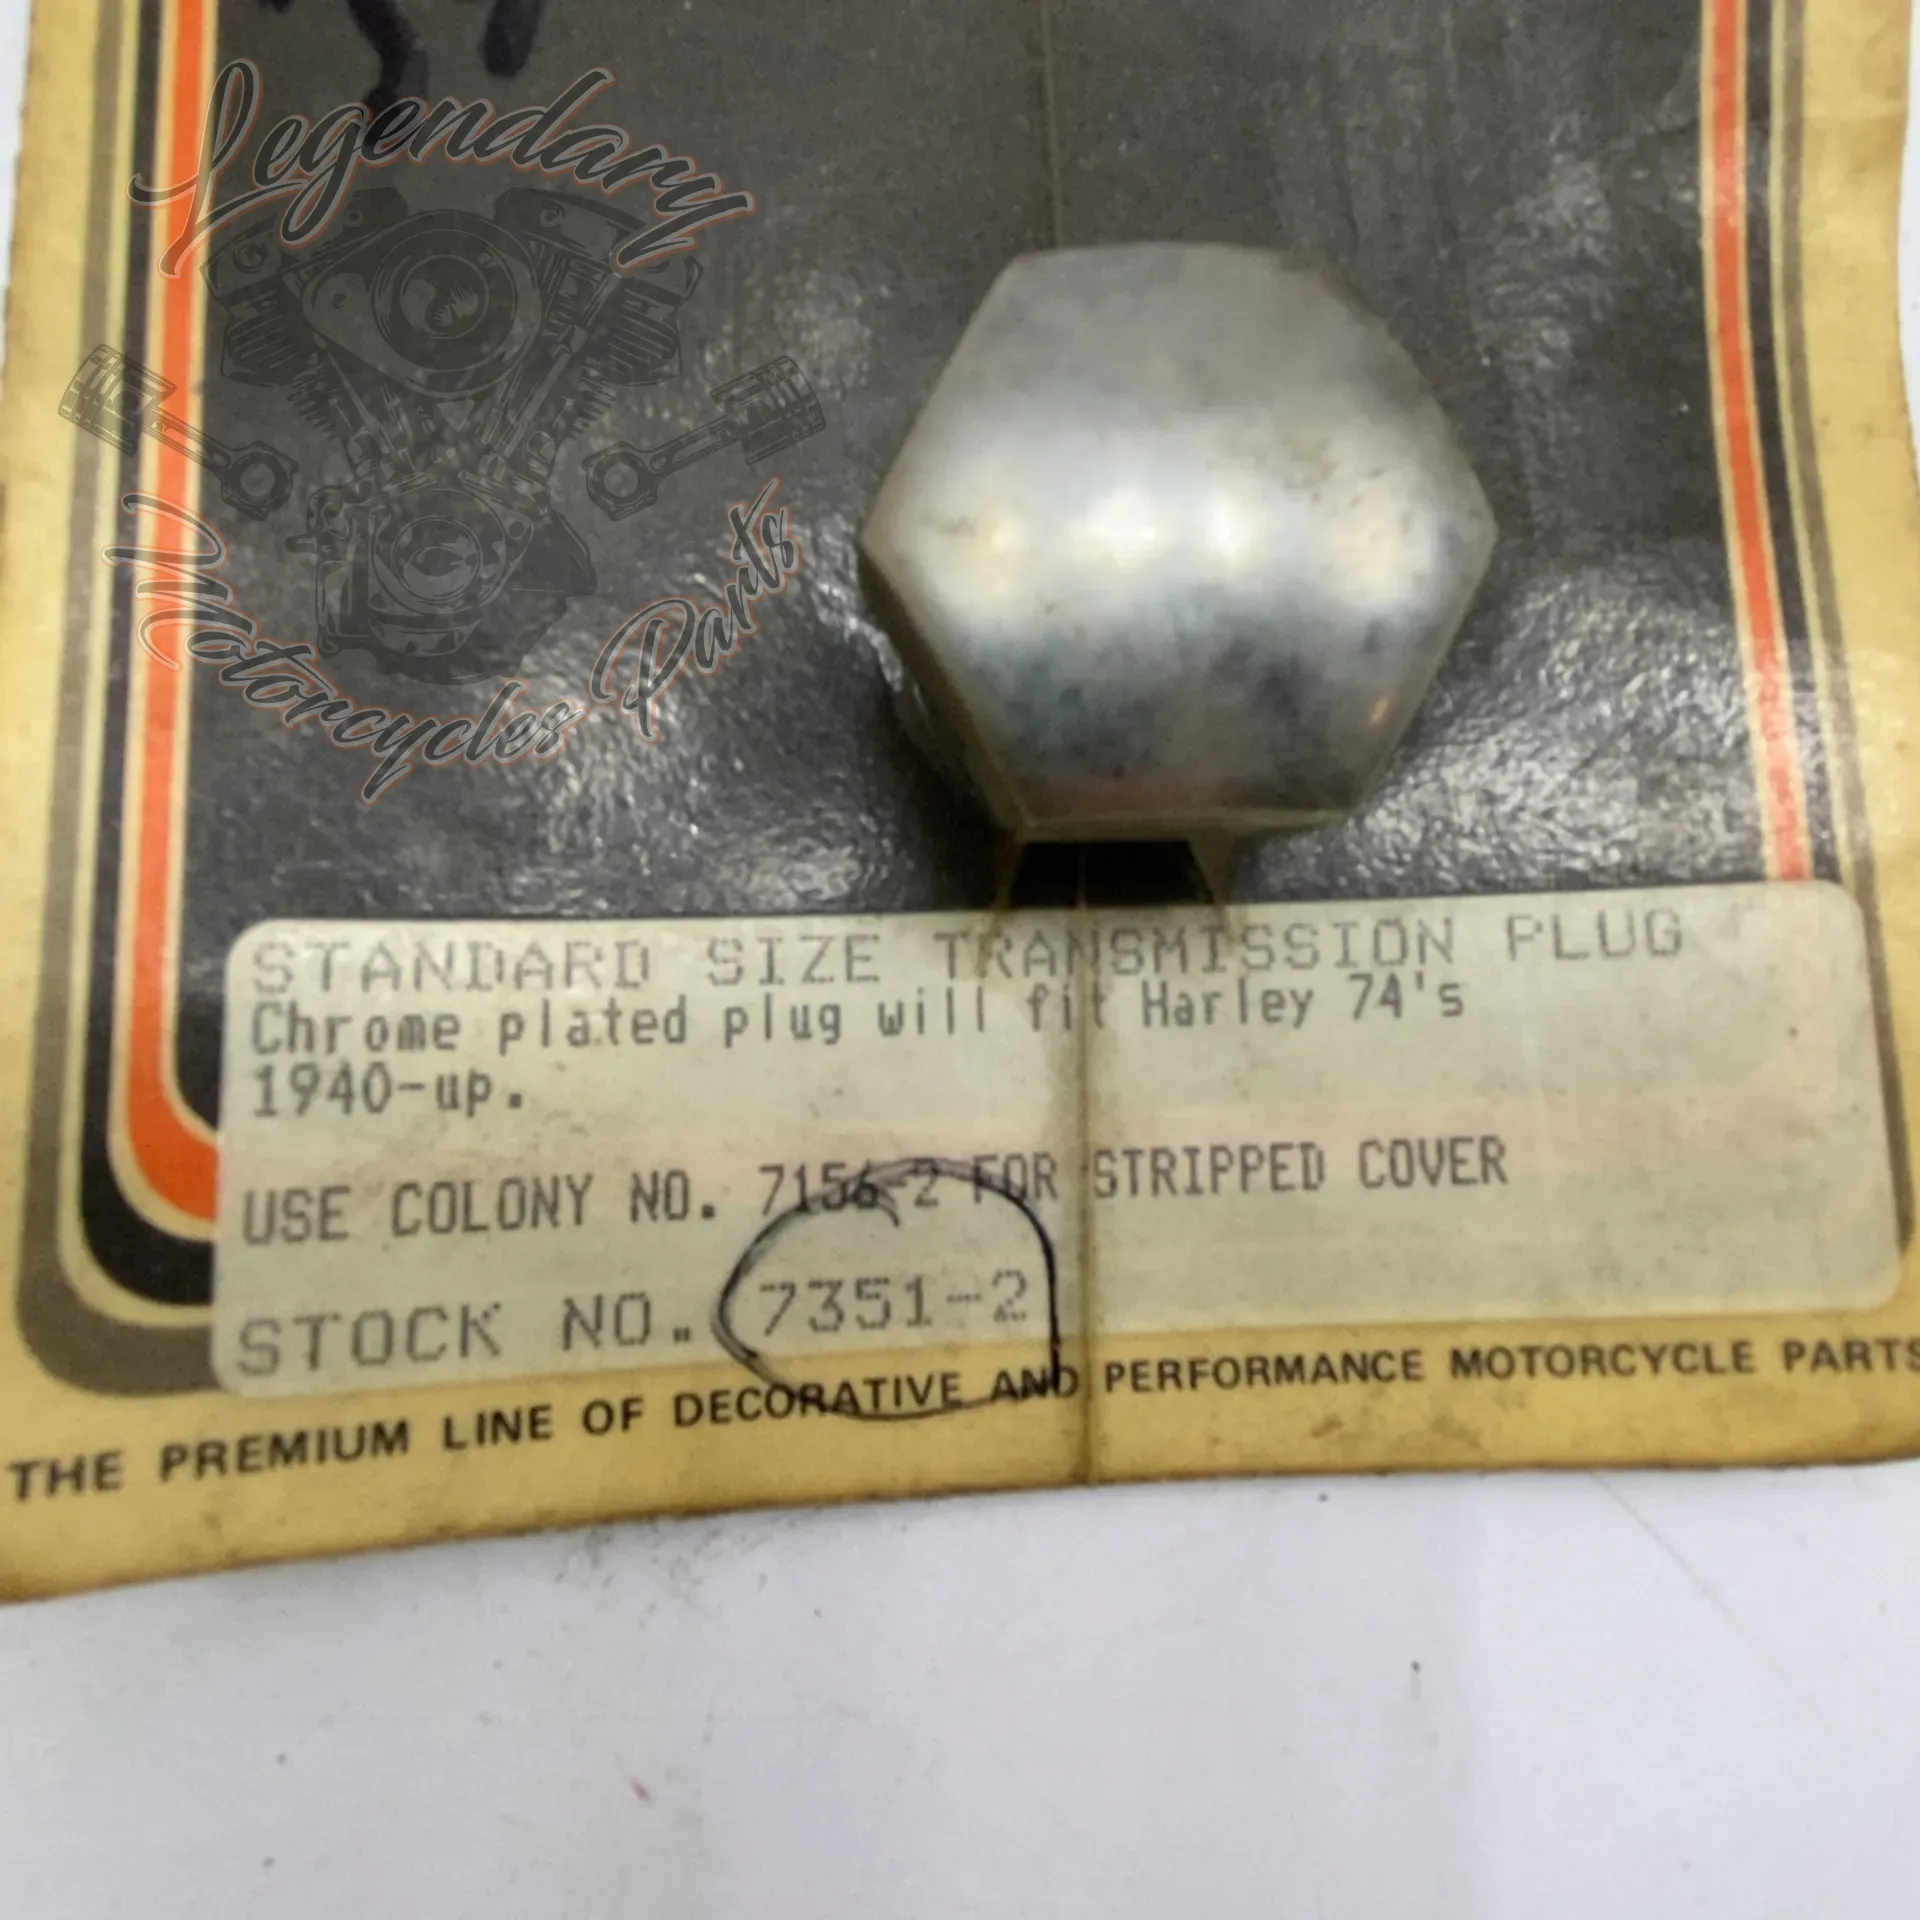 Legendary
Motorcycles Parts
STANDARD SIZE TRANSMISSION PLUG
Chrome plated plug will fit Harley 74's
1940-up.
USE COLONY NO. 7156-2 FOR STRIPPED COVER
STOCK NO. 7351-2
THE PREMIUM LINE OF DECORATIVE AND PERFORMANCE MOTORCYCLE PARTS